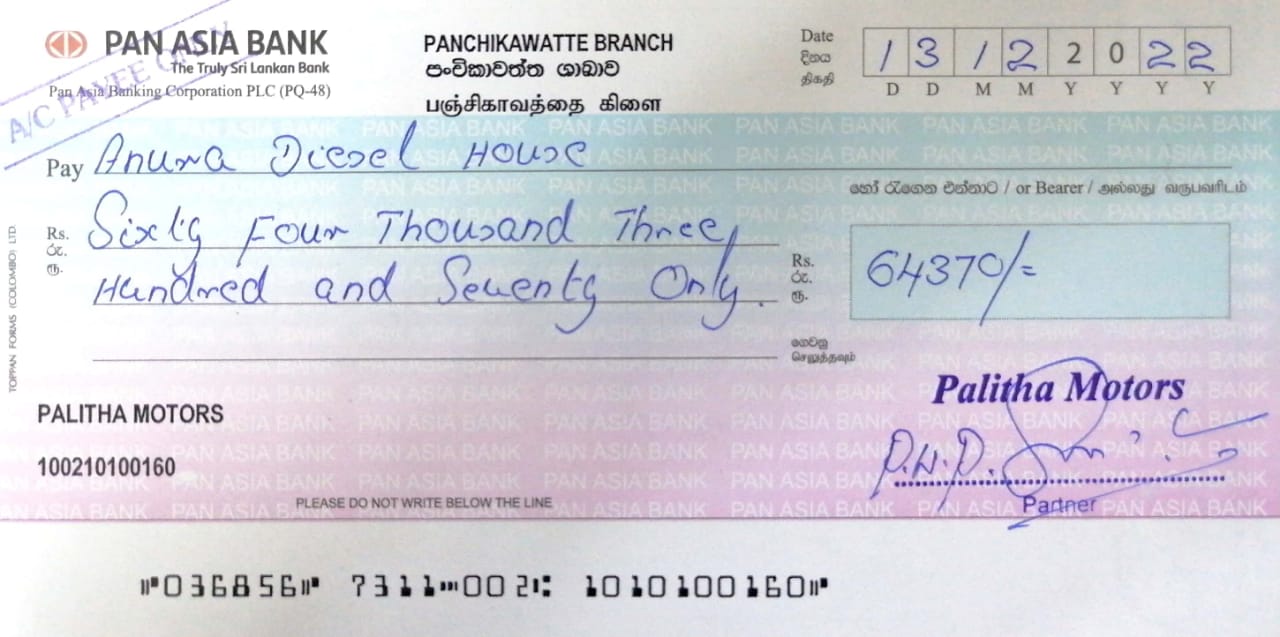 PAN ASIA BANK
The Truly Sri Lankan Bank
Pan Asia Banking Corporation PLC (PQ-48)
A/C PAYEE ONLY
PANCHIKAWATTE BRANCH
පංචිකාවත්ත ශාඛාව
பஞ்சிகாவத்தை கிளை
Date
දිනය
திகதி
1 3 1 2 2 0 2 2
D D M M Y Y Y Y
Pay Anura Diesel House
හෝ රැගෙන එන්නාට / or Bearer / அல்லது வருபவரிடம்
Rs.
රු.
ரூ.
Sixty Four Thousand Three
Hundred and Seventy Only.
Rs.
රු.
ரூ.
64370/=
ගෙවනු
செலுத்தவும்
TOPPAN FORMS (COLOMBO) LTD
PALITHA MOTORS
100210100160
Palitha Motors
P.H.P.
Partner
PLEASE DO NOT WRITE BELOW THE LINE
⑈036856⑈ 7311⑉002⑆ 1010100160⑈